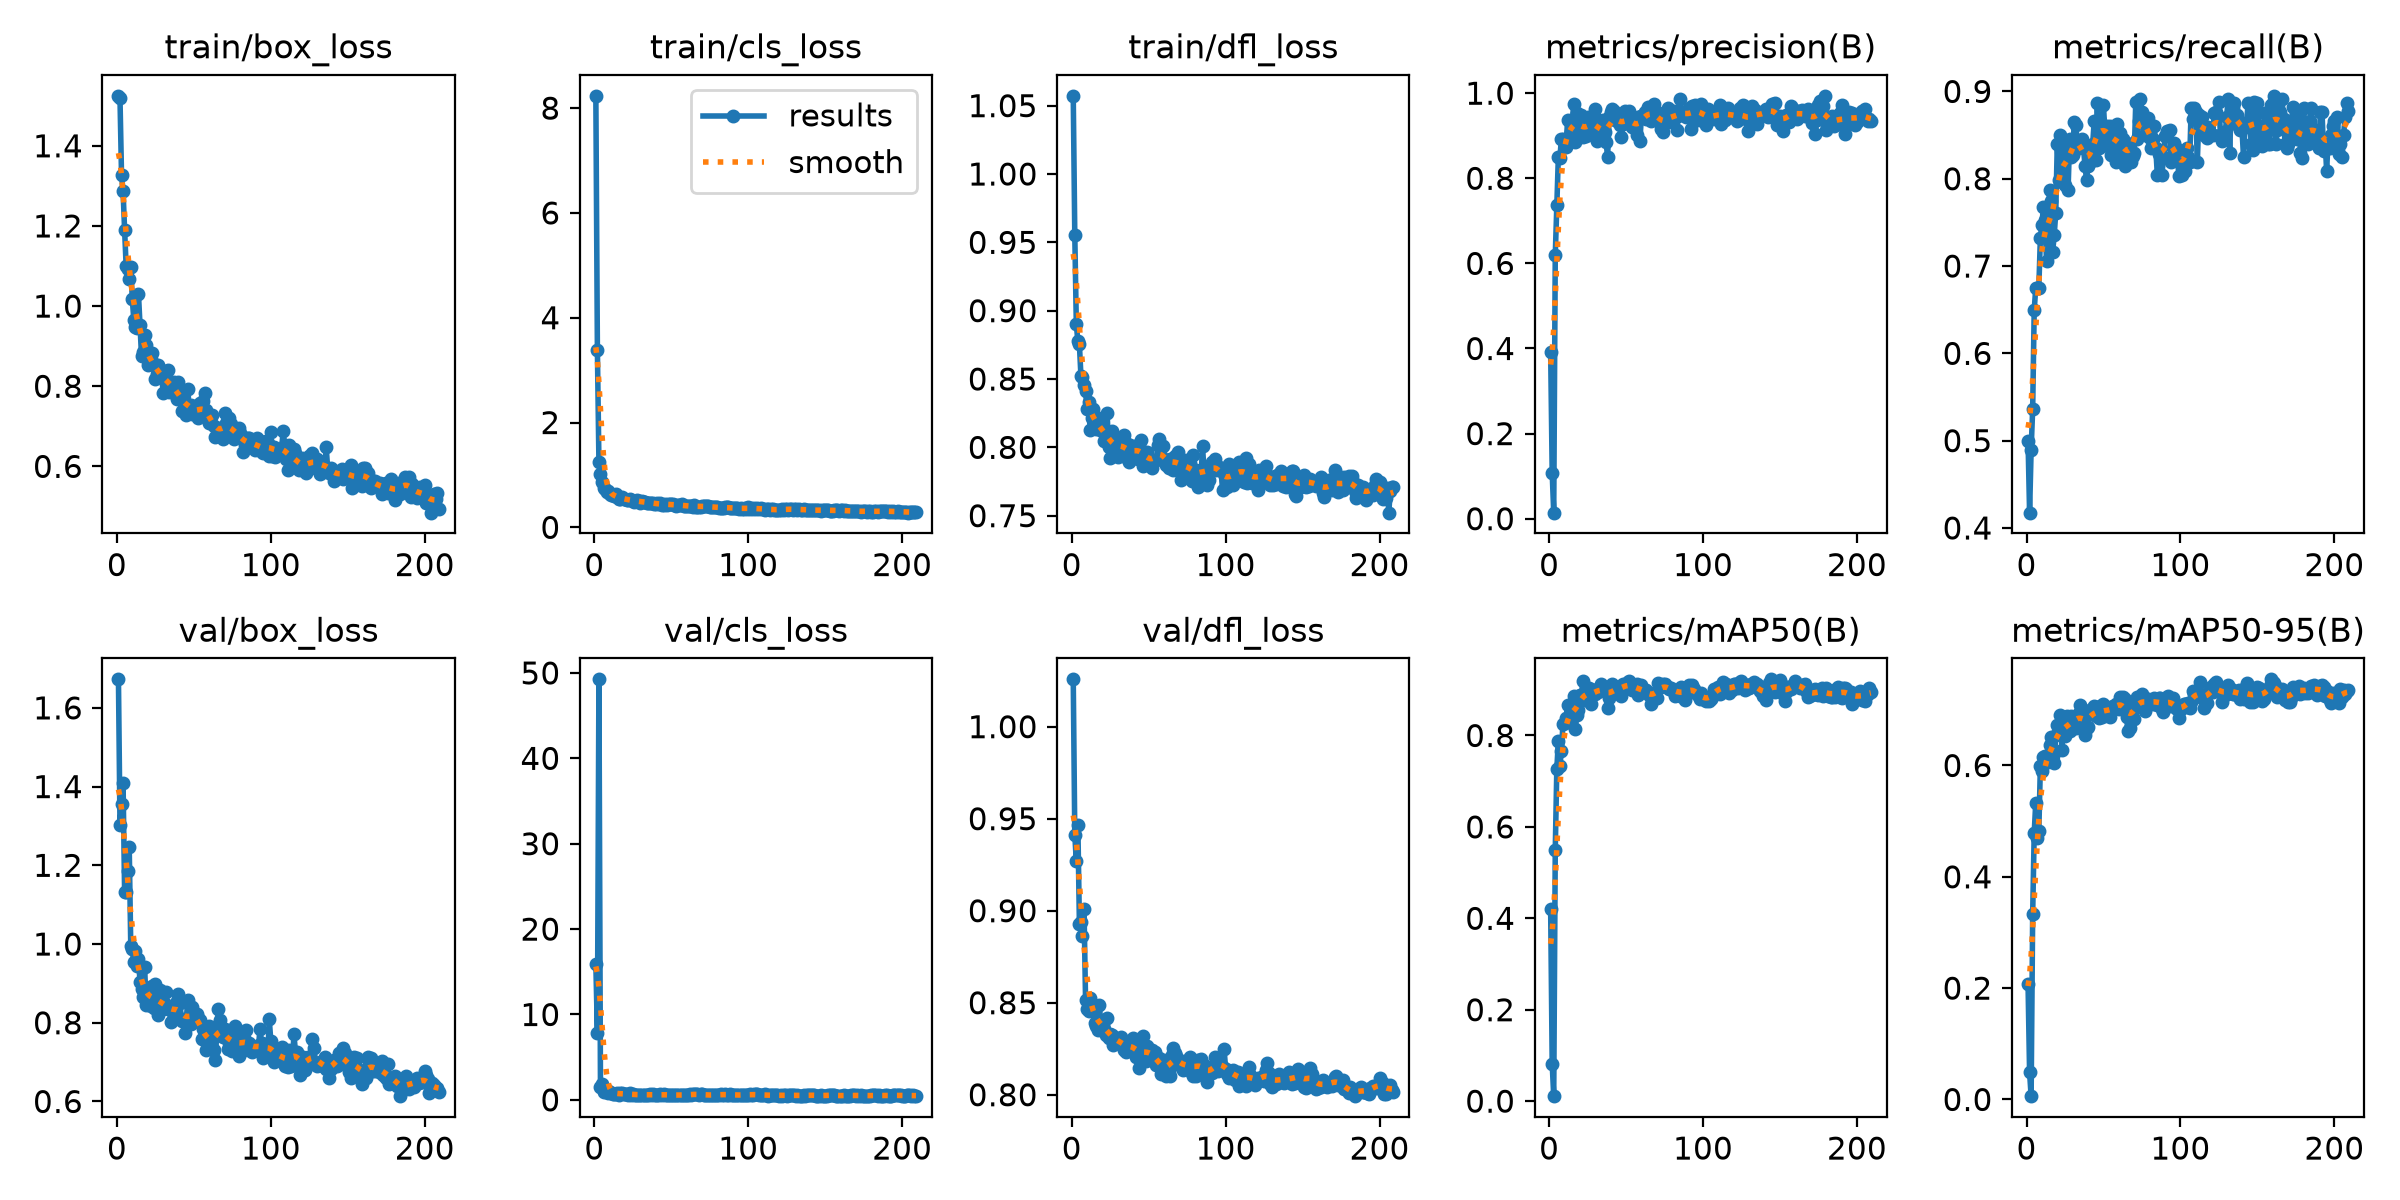 train/box_loss
1.4
1.2
1.0
0.8
0.6
0 100 200
train/cls_loss
results
smooth
8
6
4
2
0
0 100 200
train/dfl_loss
1.05
1.00
0.95
0.90
0.85
0.80
0.75
0 100 200
metrics/precision(B)
1.0
0.8
0.6
0.4
0.2
0.0
0 100 200
metrics/recall(B)
0.9
0.8
0.7
0.6
0.5
0.4
0 100 200
val/box_loss
1.6
1.4
1.2
1.0
0.8
0.6
0 100 200
val/cls_loss
50
40
30
20
10
0
0 100 200
val/dfl_loss
1.00
0.95
0.90
0.85
0.80
0 100 200
metrics/mAP50(B)
0.8
0.6
0.4
0.2
0.0
0 100 200
metrics/mAP50-95(B)
0.6
0.4
0.2
0.0
0 100 200